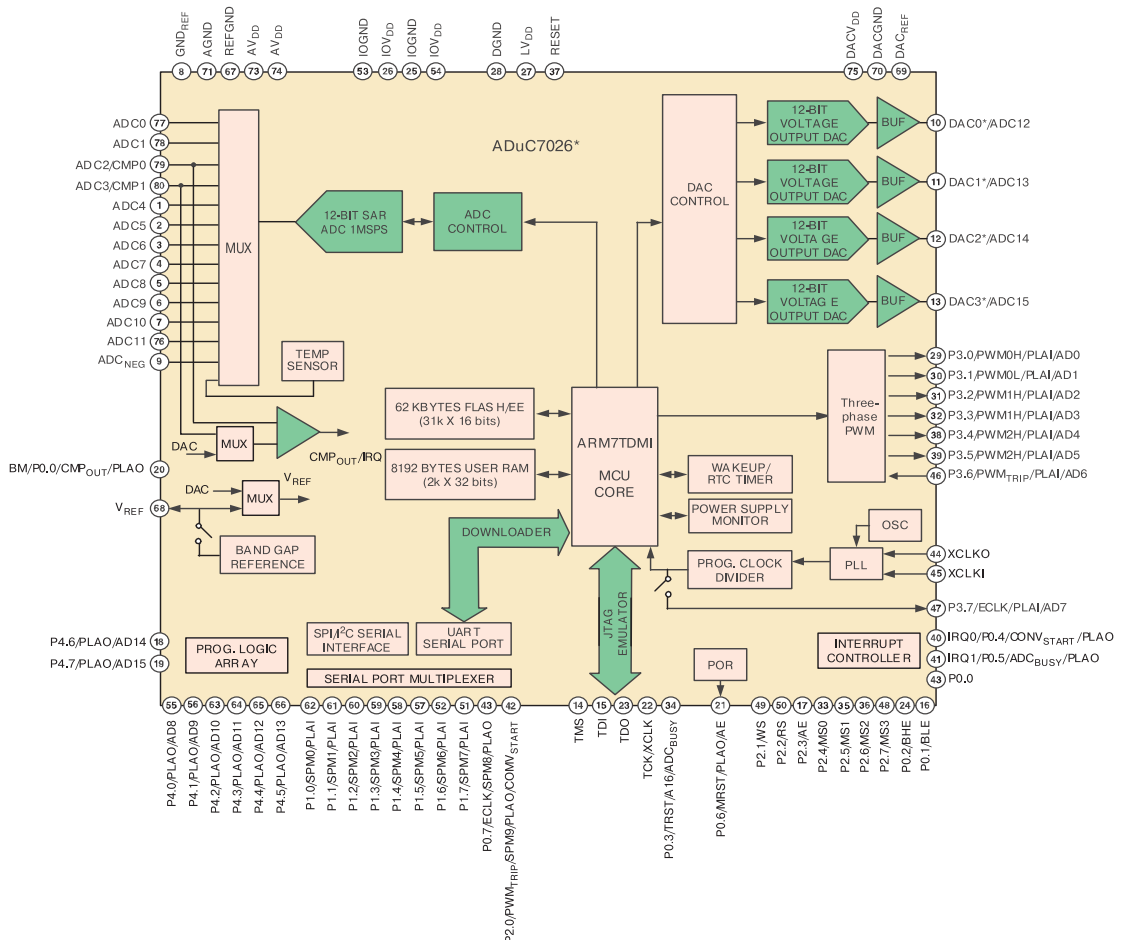 GND_REF
AGND
REFGND
AV_DD
AV_DD
IOGND
IOV_DD
IOGND
IOV_DD
DGND
LV_DD
RESET
DACV_DD
DACGND
DAC_REF
8
71
67
73
74
53
26
25
54
28
27
37
75
70
69
ADuC7026*
ADC0 77
ADC1 78
ADC2/CMP0 79
ADC3/CMP1 80
ADC4 1
ADC5 2
ADC6 3
ADC7 4
ADC8 5
ADC9 6
ADC10 7
ADC11 76
ADC_NEG 9
MUX
12-BIT SAR
ADC 1MSPS
ADC
CONTROL
DAC
CONTROL
12-BIT
VOLTAGE
OUTPUT DAC
BUF
10 DAC0*/ADC12
12-BIT
VOLTAGE
OUTPUT DAC
BUF
11 DAC1*/ADC13
12-BIT
VOLTA GE
OUTPUT DAC
BUF
12 DAC2*/ADC14
12-BIT
VOLTAG E
OUTPUT DAC
BUF
13 DAC3*/ADC15
TEMP
SENSOR
DAC
MUX
CMP_OUT/IRQ
BM/P0.0/CMP_OUT/PLAO 20
DAC
MUX
V_REF
V_REF 68
BAND GAP
REFERENCE
62 KBYTES FLAS H/EE
(31k X 16 bits)
8192 BYTES USER RAM
(2k X 32 bits)
ARM7TDMI
MCU
CORE
Three-
phase
PWM
29 P3.0/PWM0H/PLAI/AD0
30 P3.1/PWM0L/PLAI/AD1
31 P3.2/PWM1H/PLAI/AD2
32 P3.3/PWM1H/PLAI/AD3
38 P3.4/PWM2H/PLAI/AD4
39 P3.5/PWM2H/PLAI/AD5
46 P3.6/PWM_TRIP/PLAI/AD6
WAKEUP/
RTC TIMER
POWER SUPPLY
MONITOR
PROG. CLOCK
DIVIDER
OSC
PLL
44 XCLKO
45 XCLKI
47 P3.7/ECLK/PLAI/AD7
DOWNLOADER
JTAG
EMULATOR
P4.6/PLAO/AD14 18
P4.7/PLAO/AD15 19
PROG. LOGIC
ARRAY
SPI/I²C SERIAL
INTERFACE
UART
SERIAL PORT
SERIAL PORT MULTIPLEXER
POR
INTERRUPT
CONTROLLER
40 IRQ0/P0.4/CONV_START/PLAO
41 IRQ1/P0.5/ADC_BUSY/PLAO
43 P0.0
55
56
63
64
65
66
62
61
60
59
58
57
52
51
43
42
14
15
23
22
34
21
49
50
17
33
35
36
48
24
16
P4.0/PLAO/AD8
P4.1/PLAO/AD9
P4.2/PLAO/AD10
P4.3/PLAO/AD11
P4.4/PLAO/AD12
P4.5/PLAO/AD13
P1.0/SPM0/PLAI
P1.1/SPM1/PLAI
P1.2/SPM2/PLAI
P1.3/SPM3/PLAI
P1.4/SPM4/PLAI
P1.5/SPM5/PLAI
P1.6/SPM6/PLAI
P1.7/SPM7/PLAI
P0.7/ECLK/SPM8/PLAO
P2.0/PWM_TRIP/SPM9/PLAO/COMV_START
TMS
TDI
TDO
TCK/XCLK
P0.3/TRST/A16/ADC_BUSY
P0.6/MRST/PLAO/AE
P2.1/WS
P2.2/RS
P2.3/AE
P2.4/MS0
P2.5/MS1
P2.6/MS2
P2.7/MS3
P0.2/BHE
P0.1/BLE